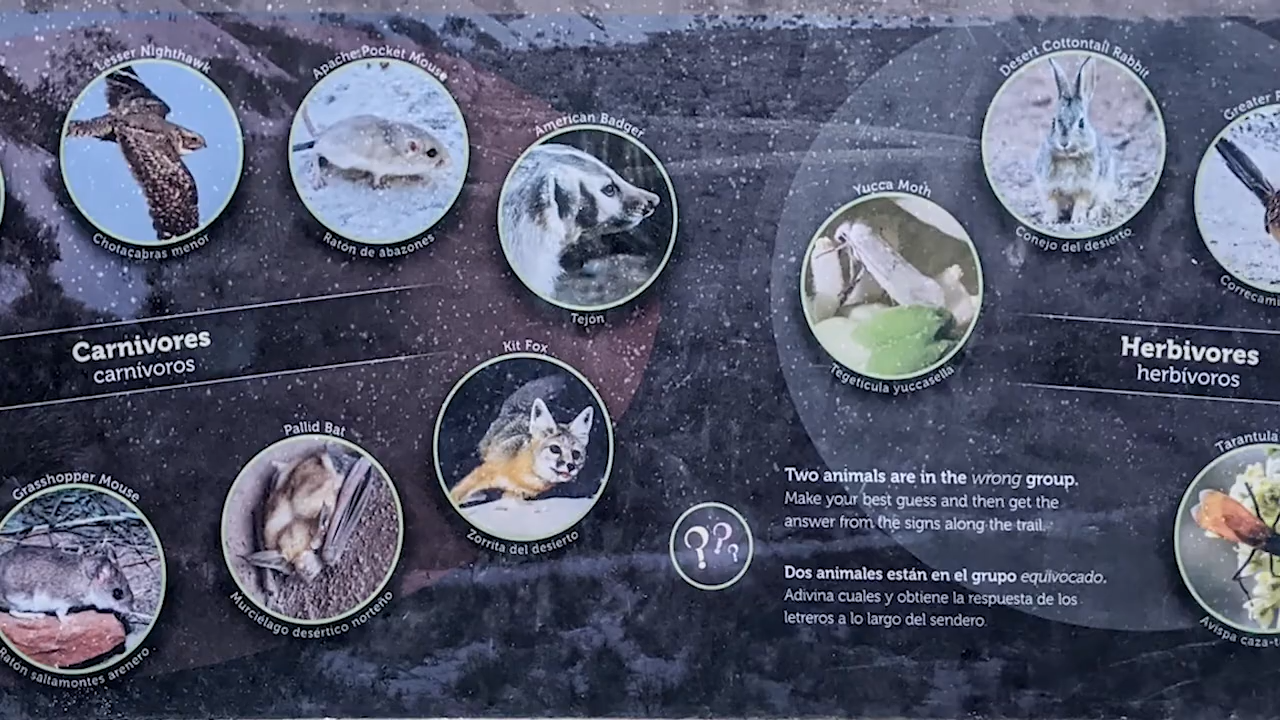 Lesser Nighthawk
Chotacabras menor
Apache Pocket Mouse
Ratón de abazones
American Badger
Tejón
Carnivores
carnívoros
Kit Fox
Zorrita del desierto
Pallid Bat
Murciélago desértico norteño
Grasshopper Mouse
Ratón saltamontes arenero
Yucca Moth
Tegeticula yuccasella
Desert Cottontail Rabbit
Conejo del desierto
Greater
Herbivores
herbívoros
Tarantula
Avispa
Two animals are in the wrong group.
Make your best guess and then get the
answer from the signs along the trail.
???
Dos animales están en el grupo equivocado.
Adivina cuales y obtiene la respuesta de los
letreros a lo largo del sendero.